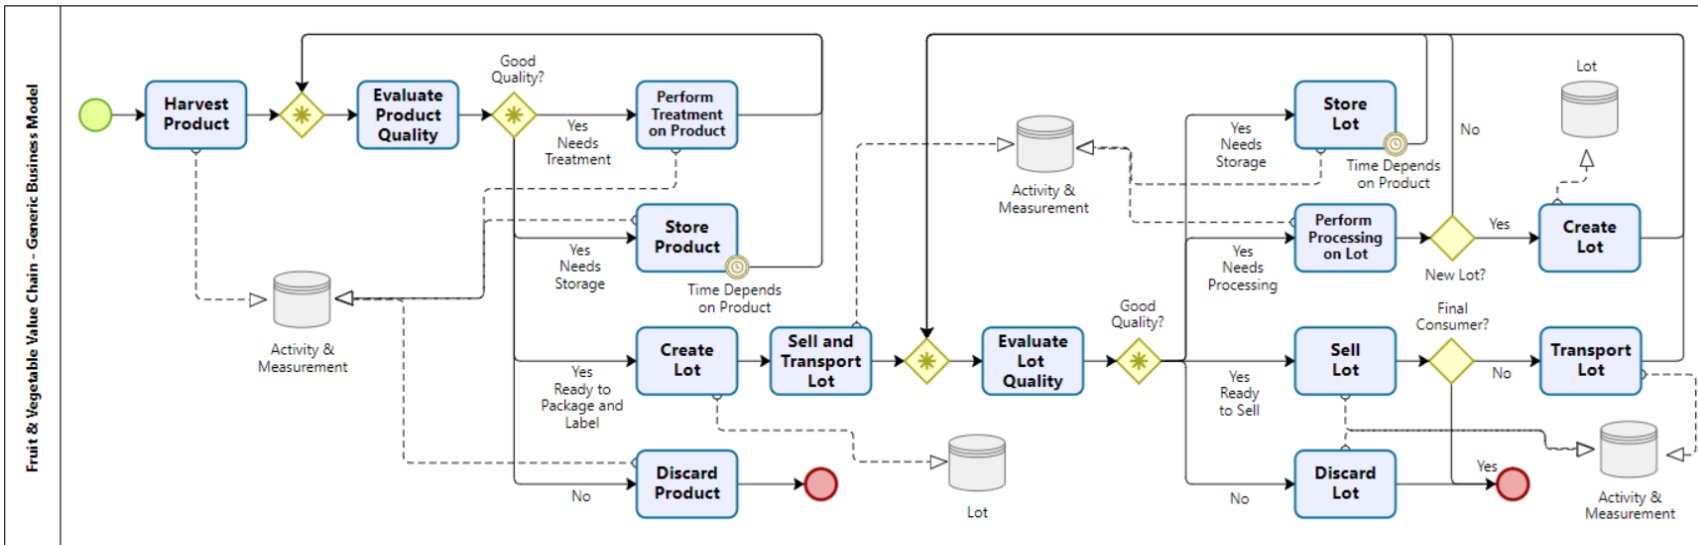 Fruit & Vegetable Value Chain - Generic Business Model
Harvest
Product
Evaluate
Product
Quality
Good
Quality?
Perform
Treatment
on Product
Yes
Needs
Treatment
Store
Product
Yes
Needs
Storage
Time Depends
on Product
Activity &
Measurement
Create
Lot
Yes
Ready to
Package and
Label
Sell and
Transport
Lot
Lot
Discard
Product
No
Activity &
Measurement
Evaluate
Lot
Quality
Good
Quality?
Store
Lot
Yes
Needs
Storage
Time Depends
on Product
Perform
Processing
on Lot
Yes
Needs
Processing
New Lot?
No
Yes
Create
Lot
Lot
Sell
Lot
Yes
Ready
to Sell
Final
Consumer?
No
Transport
Lot
Discard
Lot
No
Yes
Activity &
Measurement